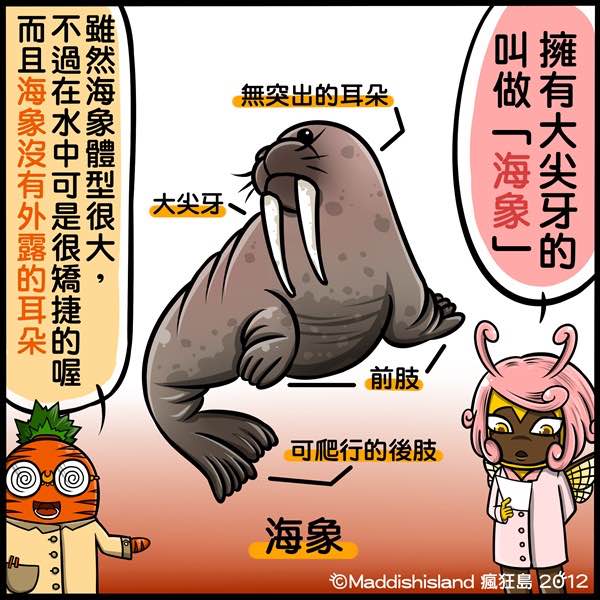 擁有大尖牙的
叫做「海象」
無突出的耳朵
大尖牙
前肢
可爬行的後肢
海象
雖然海象體型很大，
不過在水中可是很矯捷的喔
而且海象沒有外露的耳朵
©Maddishisland 瘋狂島 2012